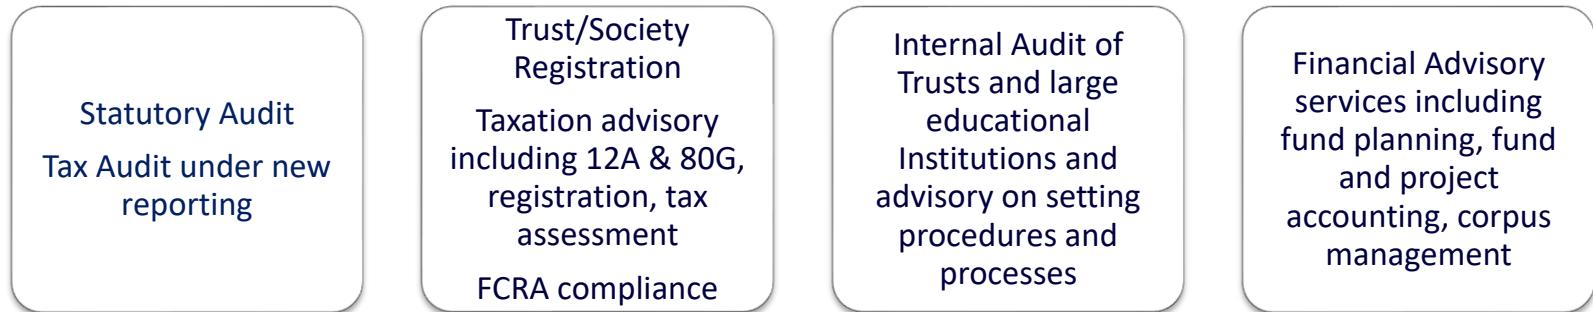 Statutory Audit
Tax Audit under new
reporting
Trust/Society
Registration
Taxation advisory
including 12A & 80G,
registration, tax
assessment
FCRA compliance
Internal Audit of
Trusts and large
educational
Institutions and
advisory on setting
procedures and
processes
Financial Advisory
services including
fund planning, fund
and project
accounting, corpus
management